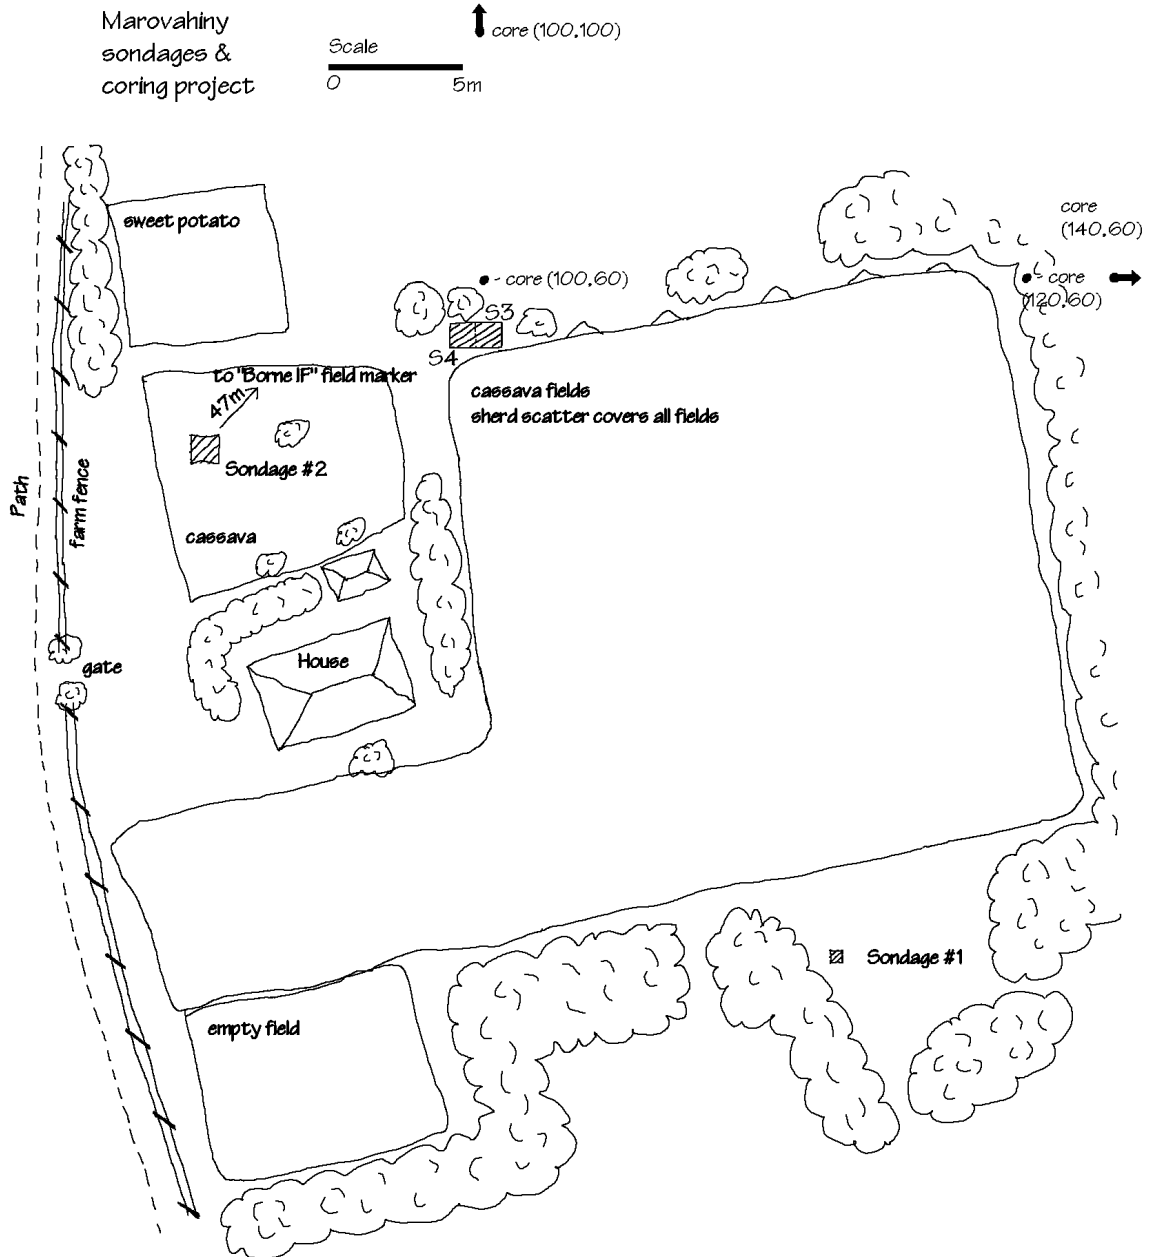 Marovahiny
sondages &
coring project
Scale
0 5m
core (100,100)
sweet potato
core
(140,60)
- core (100,60)
- core
(120,60)
S3
S4
to "Borne IF" field marker
47m
cassava fields
sherd scatter covers all fields
Sondage #2
Path
farm fence
cassava
House
gate
Sondage #1
empty field